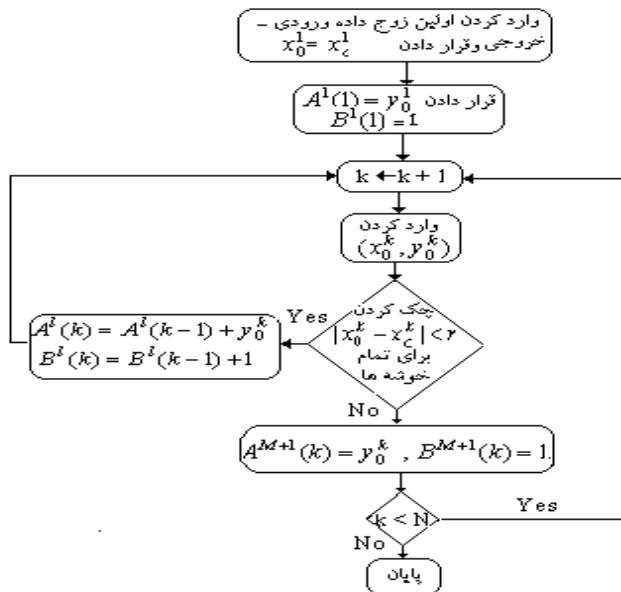 وارد کردن اولین زوج داده ورودی –
خروجی وقرار دادن x_0^1 = x_c^1
قرار دادن A^1(1) = y_0^1
B^1(1) = 1
k ← k + 1
وارد کردن
(x_0^k , y_0^k)
چک کردن
|x_0^k − x_c^k| < r
برای تمام
خوشه ها
Yes
A^l(k) = A^l(k−1) + y_0^k
B^l(k) = B^l(k−1) + 1
No
A^{M+1}(k) = y_0^k , B^{M+1}(k) = 1.
k < N
Yes
No
پایان